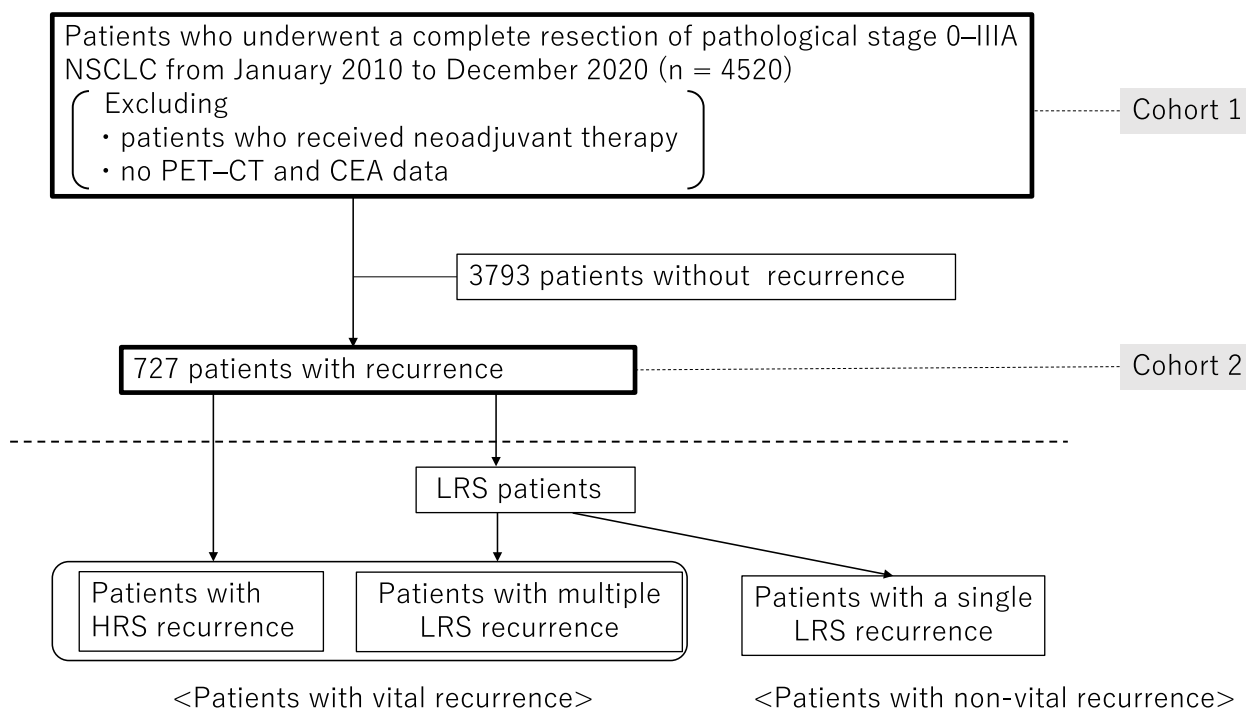 Patients who underwent a complete resection of pathological stage 0–IIIA
NSCLC from January 2010 to December 2020 (n = 4520)
Excluding
・patients who received neoadjuvant therapy
・no PET–CT and CEA data
Cohort 1
3793 patients without recurrence
727 patients with recurrence
Cohort 2
LRS patients
Patients with
HRS recurrence
Patients with multiple
LRS recurrence
Patients with a single
LRS recurrence
<Patients with vital recurrence>
<Patients with non-vital recurrence>